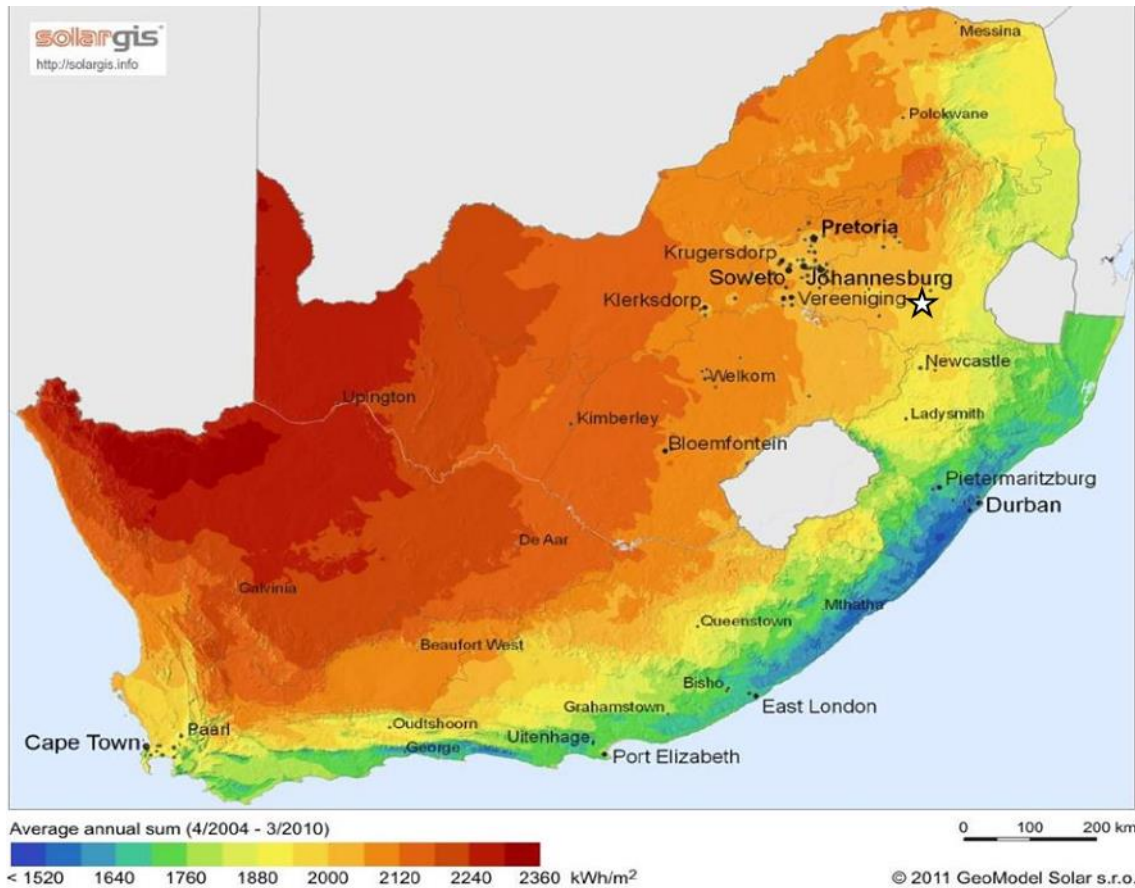 solargis
http://solargis.info
Messina
Polokwane
Pretoria
Krugersdorp
Soweto Johannesburg
Klerksdorp Vereeniging
Newcastle
Welkom
Upington
Kimberley
Ladysmith
Bloemfontein
Pietermaritzburg
Durban
De Aar
Calvinia
Mthatha
Queenstown
Beaufort West
Bisho
East London
Grahamstown
Oudtshoorn
Paarl
Uitenhage
Cape Town
George
Port Elizabeth
Average annual sum (4/2004 - 3/2010)
0 100 200 km
< 1520 1640 1760 1880 2000 2120 2240 2360 kWh/m²
© 2011 GeoModel Solar s.r.o.